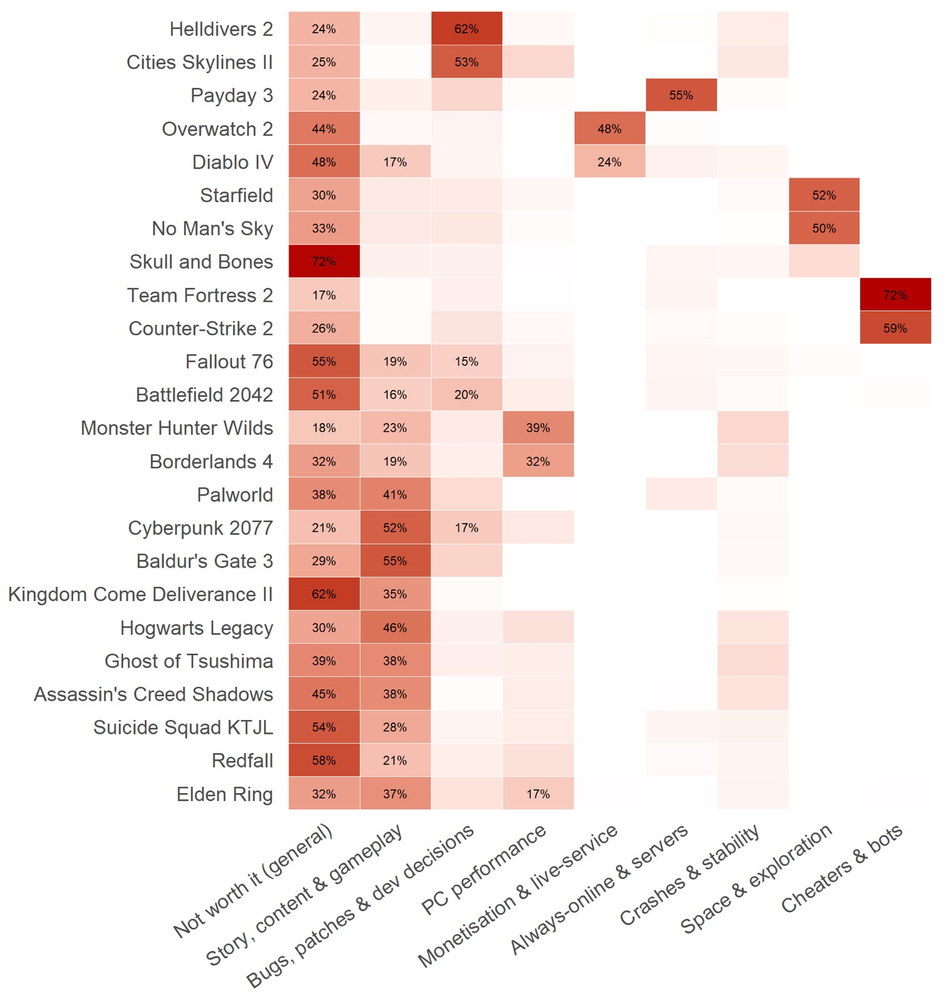 Helldivers 2 24% 62%
Cities Skylines II 25% 53%
Payday 3 24% 55%
Overwatch 2 44% 48%
Diablo IV 48% 17% 24%
Starfield 30% 52%
No Man's Sky 33% 50%
Skull and Bones 72%
Team Fortress 2 17% 72%
Counter-Strike 2 26% 59%
Fallout 76 55% 19% 15%
Battlefield 2042 51% 16% 20%
Monster Hunter Wilds 18% 23% 39%
Borderlands 4 32% 19% 32%
Palworld 38% 41%
Cyberpunk 2077 21% 52% 17%
Baldur's Gate 3 29% 55%
Kingdom Come Deliverance II 62% 35%
Hogwarts Legacy 30% 46%
Ghost of Tsushima 39% 38%
Assassin's Creed Shadows 45% 38%
Suicide Squad KTJL 54% 28%
Redfall 58% 21%
Elden Ring 32% 37% 17%
Not worth it (general)
Story, content & gameplay
Bugs, patches & dev decisions
PC performance
Monetisation & live-service
Always-online & servers
Crashes & stability
Space & exploration
Cheaters & bots